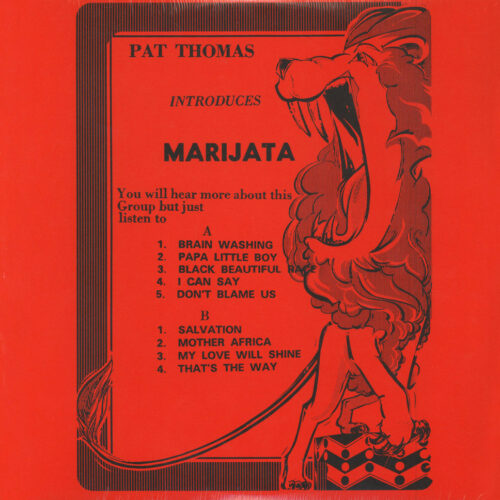 PAT THOMAS
INTRODUCES
MARIJATA
You will hear more about this
Group but just
listen to
A
1. BRAIN WASHING
2. PAPA LITTLE BOY
3. BLACK BEAUTIFUL RACE
4. I CAN SAY
5. DON'T BLAME US
B
1. SALVATION
2. MOTHER AFRICA
3. MY LOVE WILL SHINE
4. THAT'S THE WAY